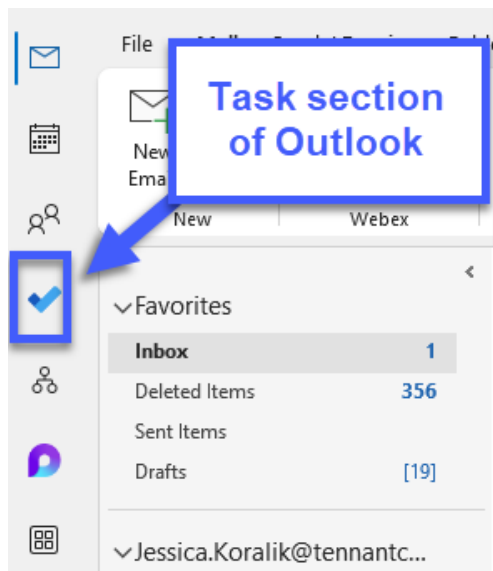 File
Task section
of Outlook
New
New
Webex
Favorites
Inbox 1
Deleted Items 356
Sent Items
Drafts [19]
Jessica.Koralik@tennantc...